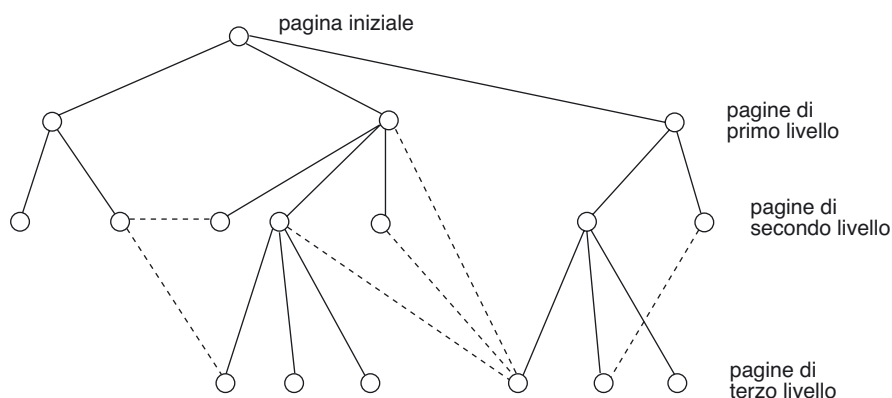 pagina iniziale
pagine di
primo livello
pagine di
secondo livello
pagine di
terzo livello